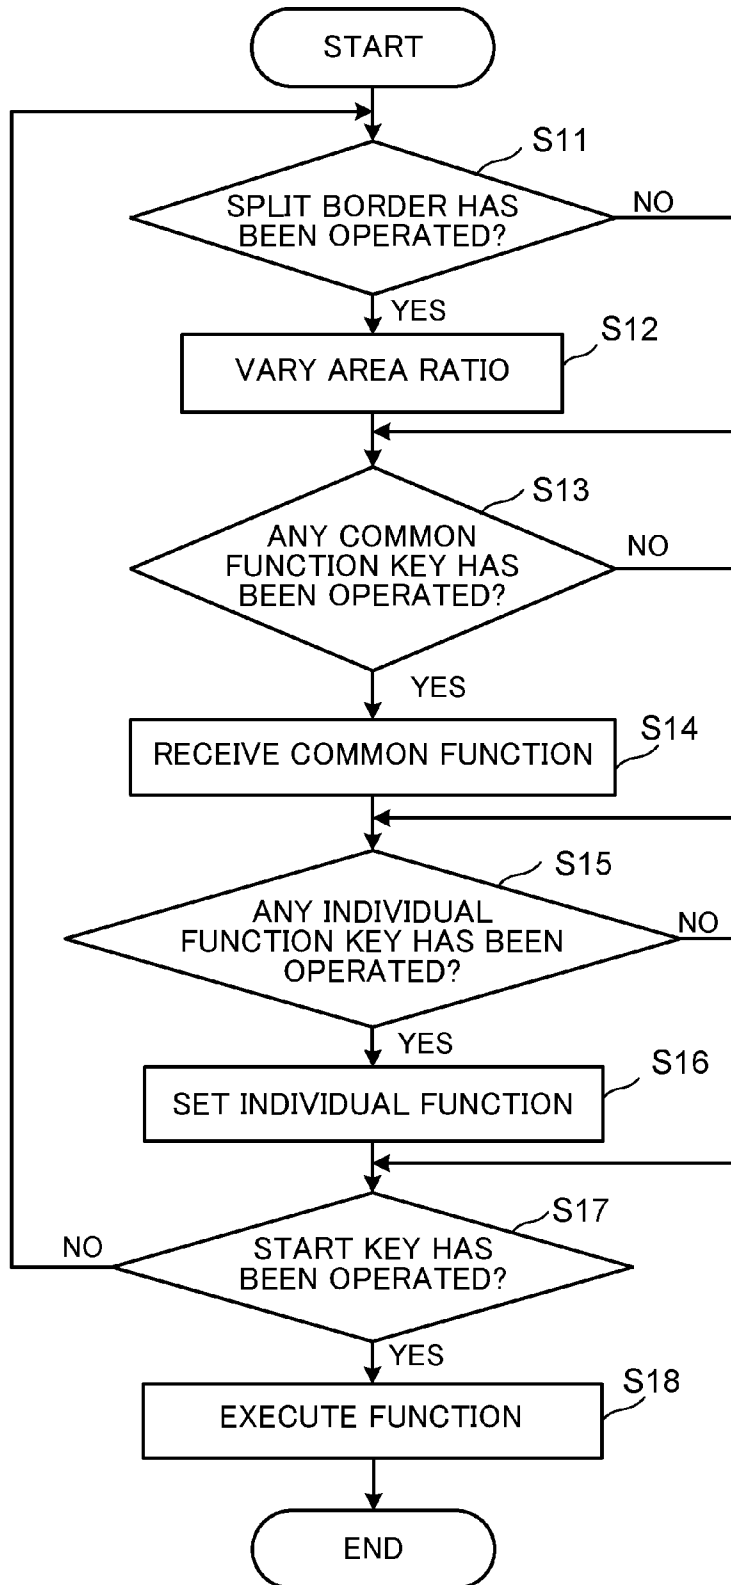 START
S11
SPLIT BORDER HAS
BEEN OPERATED?
NO
YES
S12
VARY AREA RATIO
S13
ANY COMMON
FUNCTION KEY HAS
BEEN OPERATED?
NO
YES
S14
RECEIVE COMMON FUNCTION
S15
ANY INDIVIDUAL
FUNCTION KEY HAS BEEN
OPERATED?
NO
YES
S16
SET INDIVIDUAL FUNCTION
S17
START KEY HAS
BEEN OPERATED?
NO
YES
S18
EXECUTE FUNCTION
END